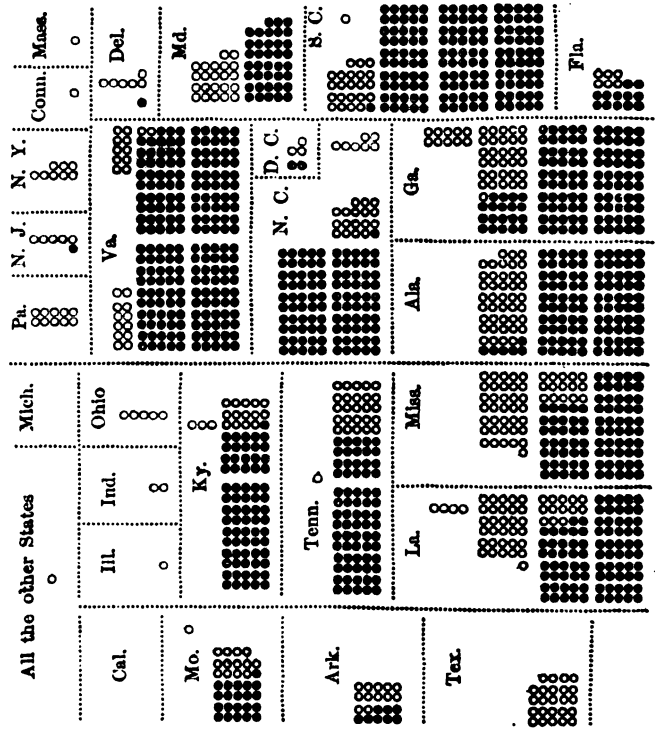 All the other States
Mich.
Pa.
N. J.
N. Y.
Conn.
Mass.
Cal.
Ill.
Ind.
Ohio
Va.
Del.
Mo.
Ky.
Md.
N. C.
D. C.
Ark.
Tenn.
S. C.
Tex.
La.
Miss.
Ala.
Ga.
Fla.